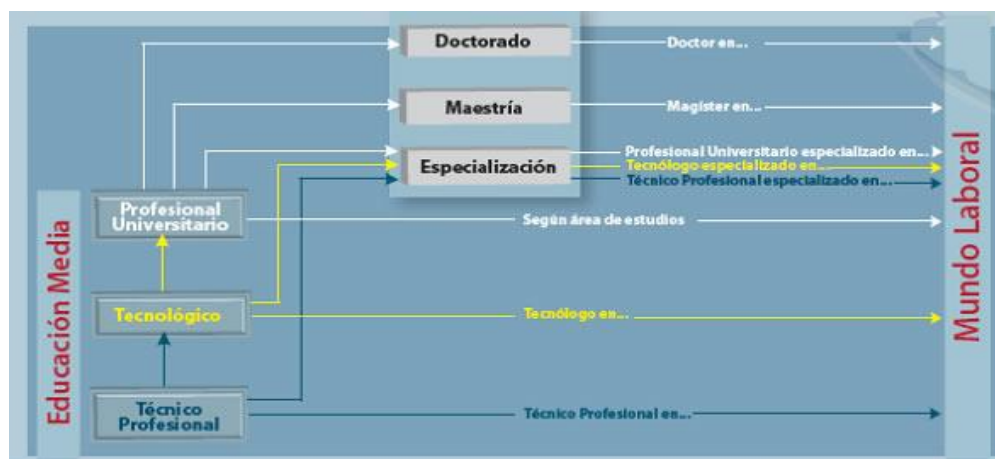 Doctorado
Doctor en...
Maestría
Magíster en...
Especialización
Profesional Universitario especializado en...
Tecnólogo especializado en...
Técnico Profesional especializado en...
Profesional
Universitario
Según área de estudios
Tecnológico
Tecnólogo en...
Técnico
Profesional
Técnico Profesional en...
Educación Media
Mundo Laboral